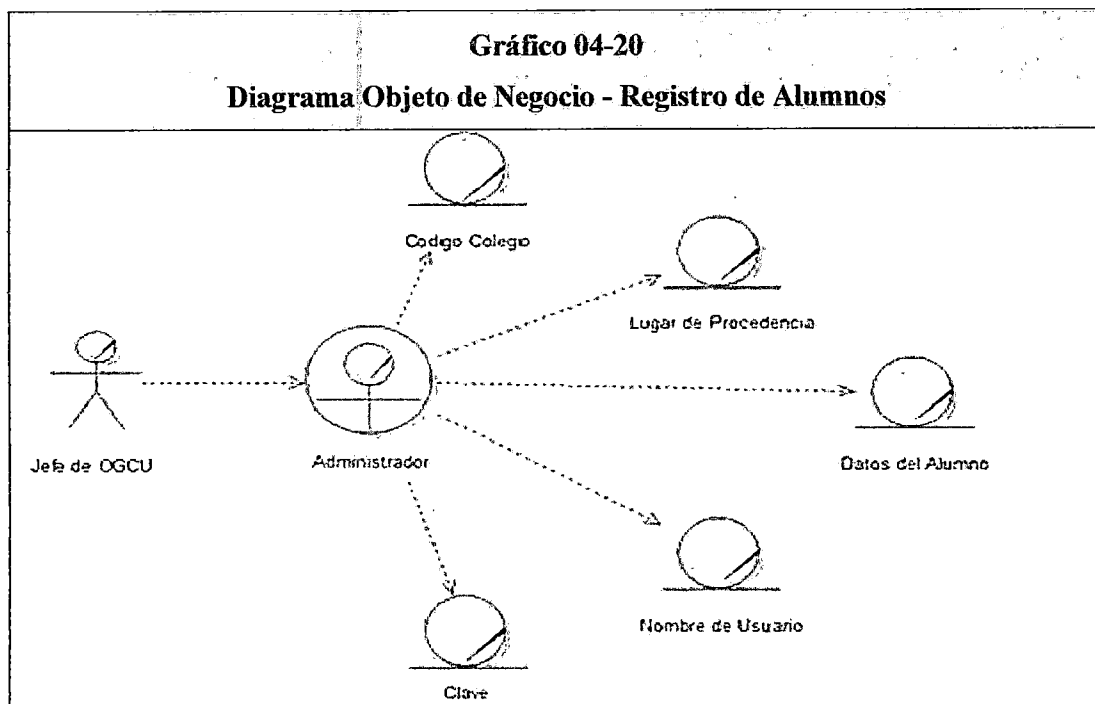 Gráfico 04-20
Diagrama Objeto de Negocio - Registro de Alumnos
Codigo Colegio
Lugar de Procedencia
Jefe de OGCU
Administrador
Datos del Alumno
Nombre de Usuario
Clave